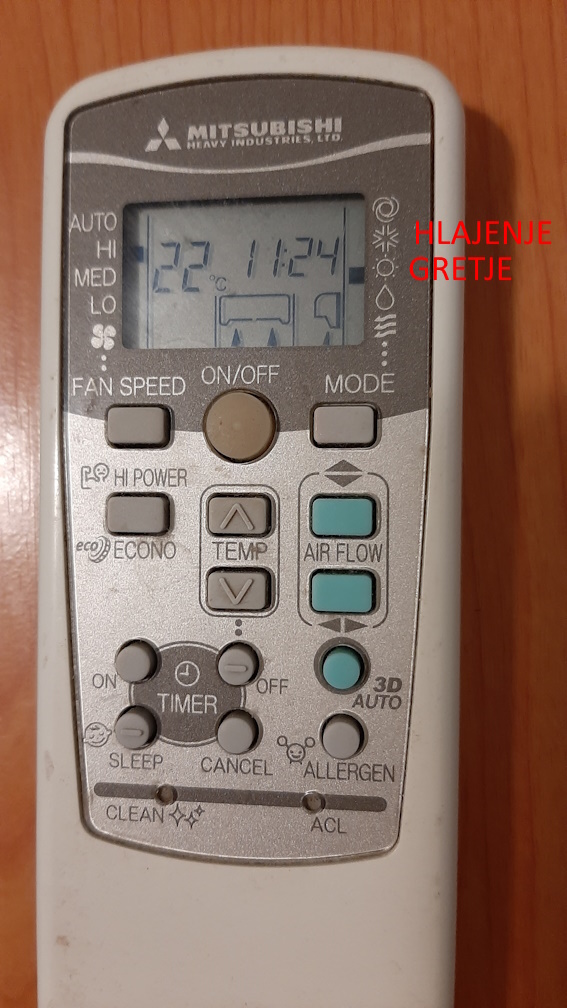 MITSUBISHI
HEAVY INDUSTRIES, LTD.
AUTO
HI
MED
LO
22 °C 11:24
HLAJENJE
GRETJE
FAN SPEED
ON/OFF
MODE
HI POWER
eco ECONO
TEMP
AIR FLOW
ON
TIMER
OFF
3D
AUTO
SLEEP
CANCEL
ALLERGEN
CLEAN
ACL